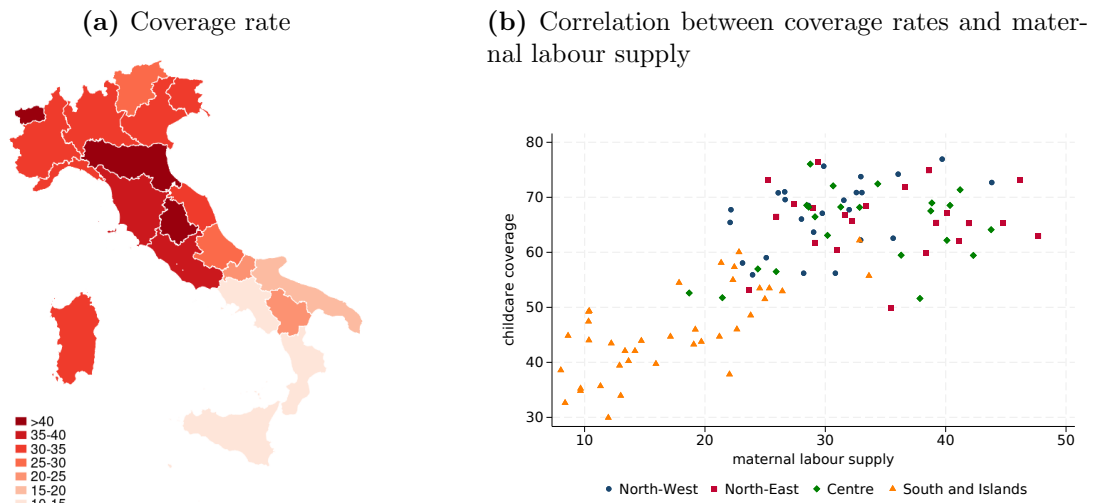 (a) Coverage rate
>40
35-40
30-35
25-30
20-25
15-20
10-15
(b) Correlation between coverage rates and mater-
nal labour supply
childcare coverage
80
70
60
50
40
30
10 20 30 40 50
maternal labour supply
North-West North-East Centre South and Islands